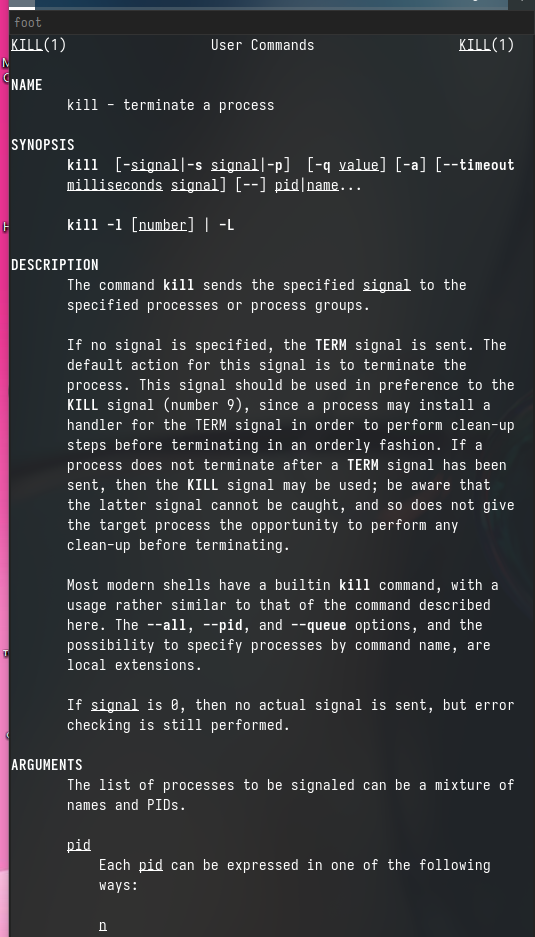 foot
KILL(1) User Commands KILL(1)
NAME
kill - terminate a process
SYNOPSIS
kill [-signal|-s signal|-p] [-q value] [-a] [--timeout
milliseconds signal] [--] pid|name...
kill -l [number] | -L
DESCRIPTION
The command kill sends the specified signal to the
specified processes or process groups.
If no signal is specified, the TERM signal is sent. The
default action for this signal is to terminate the
process. This signal should be used in preference to the
KILL signal (number 9), since a process may install a
handler for the TERM signal in order to perform clean-up
steps before terminating in an orderly fashion. If a
process does not terminate after a TERM signal has been
sent, then the KILL signal may be used; be aware that
the latter signal cannot be caught, and so does not give
the target process the opportunity to perform any
clean-up before terminating.
Most modern shells have a builtin kill command, with a
usage rather similar to that of the command described
here. The --all, --pid, and --queue options, and the
possibility to specify processes by command name, are
local extensions.
If signal is 0, then no actual signal is sent, but error
checking is still performed.
ARGUMENTS
The list of processes to be signaled can be a mixture of
names and PIDs.
pid
Each pid can be expressed in one of the following
ways:
n